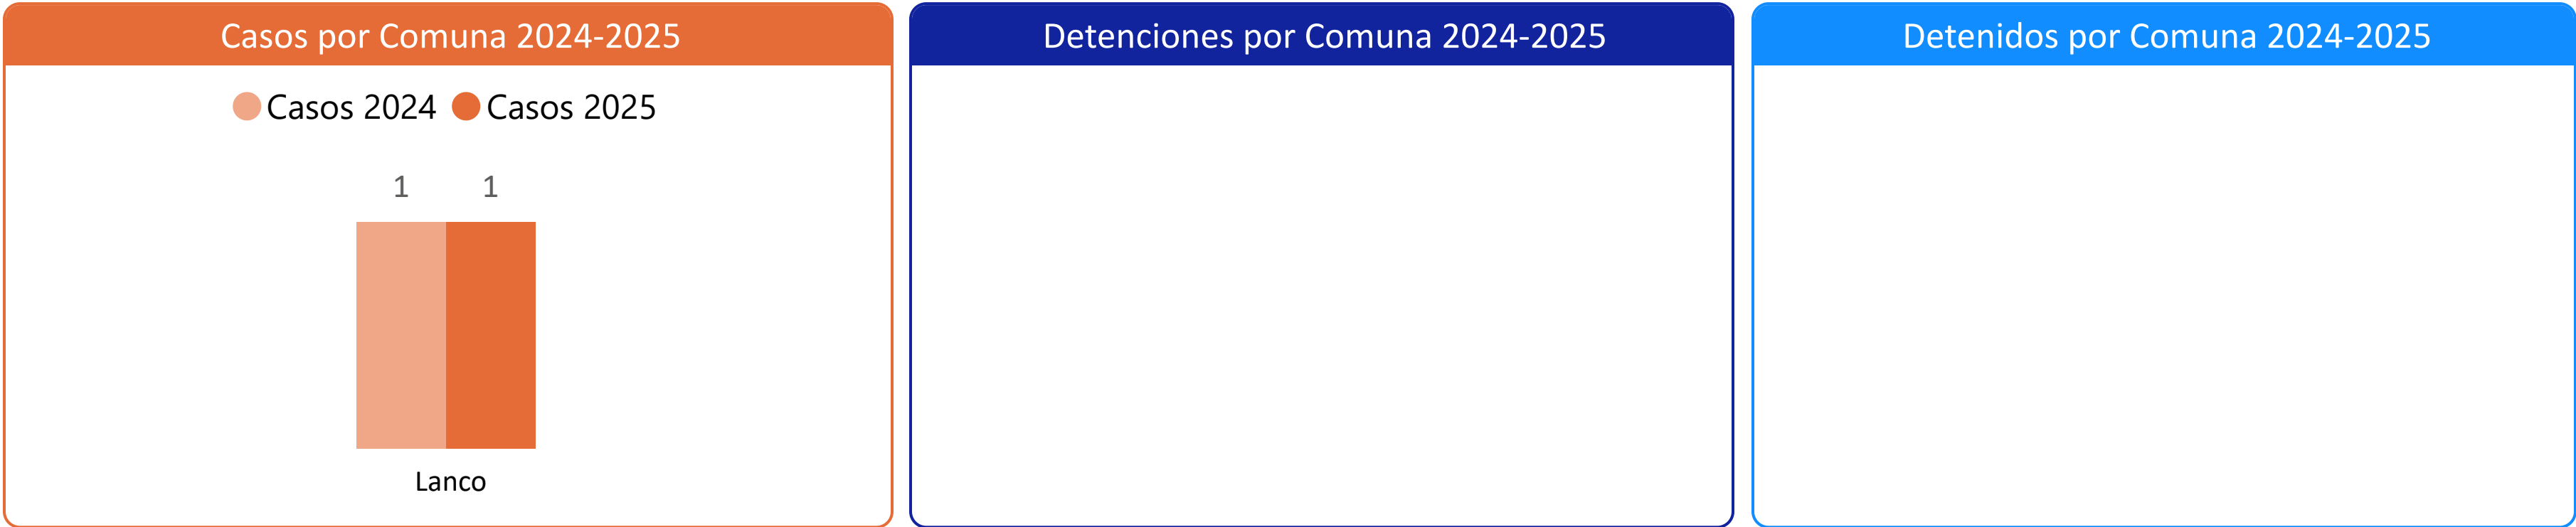 Casos por Comuna 2024-2025
Casos 2024 Casos 2025
1 1
Lanco
Detenciones por Comuna 2024-2025
Detenidos por Comuna 2024-2025